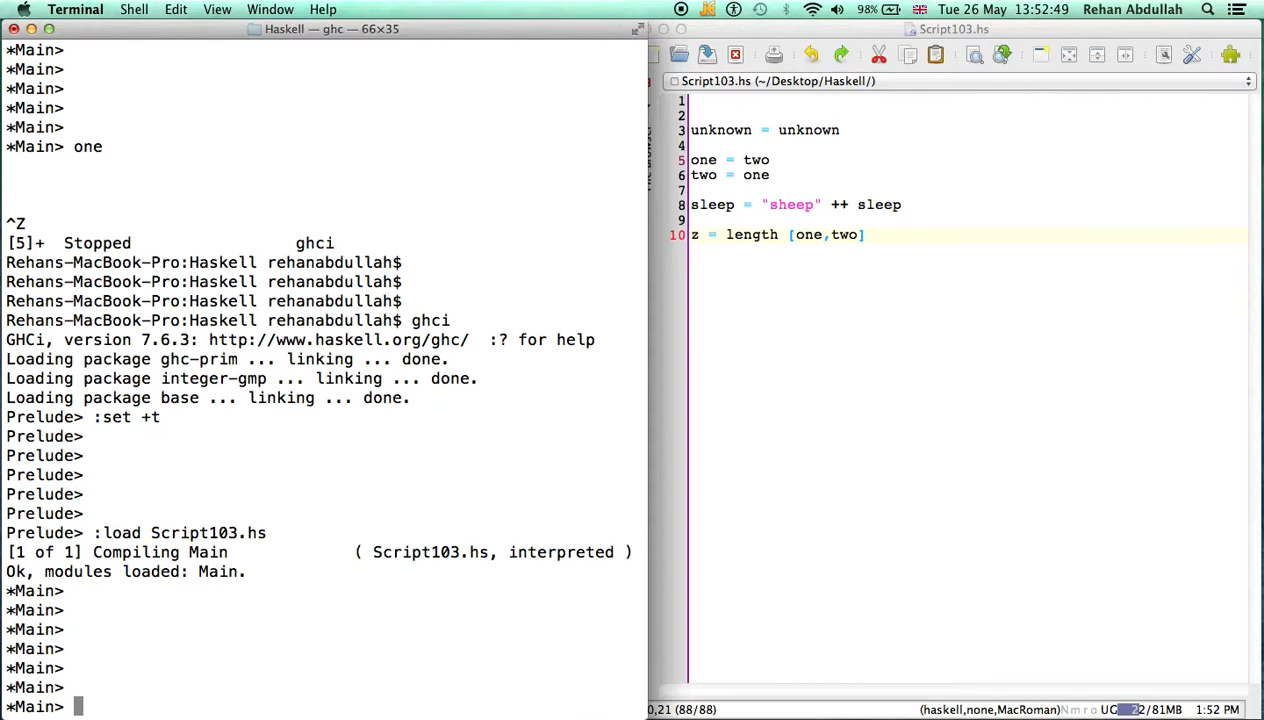 Terminal Shell Edit View Window Help 98% Tue 26 May 13:52:49 Rehan Abdullah
Haskell — ghc — 66×35
*Main>
*Main>
*Main>
*Main>
*Main>
*Main> one
^Z
[5]+ Stopped ghci
Rehans-MacBook-Pro:Haskell rehanabdullah$
Rehans-MacBook-Pro:Haskell rehanabdullah$
Rehans-MacBook-Pro:Haskell rehanabdullah$
Rehans-MacBook-Pro:Haskell rehanabdullah$ ghci
GHCi, version 7.6.3: http://www.haskell.org/ghc/ :? for help
Loading package ghc-prim ... linking ... done.
Loading package integer-gmp ... linking ... done.
Loading package base ... linking ... done.
Prelude> :set +t
Prelude>
Prelude>
Prelude>
Prelude>
Prelude>
Prelude> :load Script103.hs
[1 of 1] Compiling Main ( Script103.hs, interpreted )
Ok, modules loaded: Main.
*Main>
*Main>
*Main>
*Main>
*Main>
*Main>
*Main>
Script103.hs
Script103.hs (~/Desktop/Haskell/)
1
2
3 unknown = unknown
4
5 one = two
6 two = one
7
8 sleep = "sheep" ++ sleep
9
10 z = length [one,two]
0,21 (88/88) (haskell,none,MacRoman) N m r o UG 2/81MB 1:52 PM